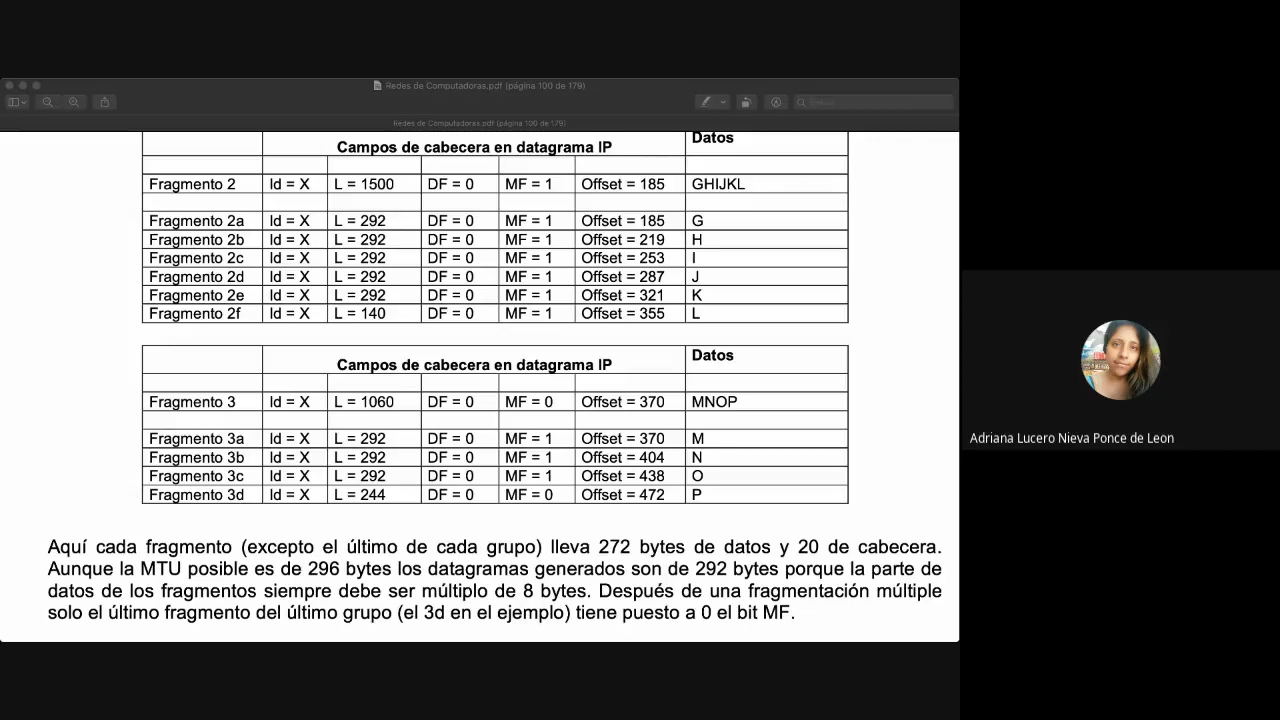 Redes de Computadoras.pdf (página 100 de 179)
Redes de Computadoras.pdf (página 100 de 179)
Campos de cabecera en datagrama IP Datos
Fragmento 2 Id = X L = 1500 DF = 0 MF = 1 Offset = 185 GHIJKL
Fragmento 2a Id = X L = 292 DF = 0 MF = 1 Offset = 185 G
Fragmento 2b Id = X L = 292 DF = 0 MF = 1 Offset = 219 H
Fragmento 2c Id = X L = 292 DF = 0 MF = 1 Offset = 253 I
Fragmento 2d Id = X L = 292 DF = 0 MF = 1 Offset = 287 J
Fragmento 2e Id = X L = 292 DF = 0 MF = 1 Offset = 321 K
Fragmento 2f Id = X L = 140 DF = 0 MF = 1 Offset = 355 L
Campos de cabecera en datagrama IP Datos
Fragmento 3 Id = X L = 1060 DF = 0 MF = 0 Offset = 370 MNOP
Fragmento 3a Id = X L = 292 DF = 0 MF = 1 Offset = 370 M
Fragmento 3b Id = X L = 292 DF = 0 MF = 1 Offset = 404 N
Fragmento 3c Id = X L = 292 DF = 0 MF = 1 Offset = 438 O
Fragmento 3d Id = X L = 244 DF = 0 MF = 0 Offset = 472 P
Aquí cada fragmento (excepto el último de cada grupo) lleva 272 bytes de datos y 20 de cabecera.
Aunque la MTU posible es de 296 bytes los datagramas generados son de 292 bytes porque la parte de
datos de los fragmentos siempre debe ser múltiplo de 8 bytes. Después de una fragmentación múltiple
solo el último fragmento del último grupo (el 3d en el ejemplo) tiene puesto a 0 el bit MF.
Adriana Lucero Nieva Ponce de Leon